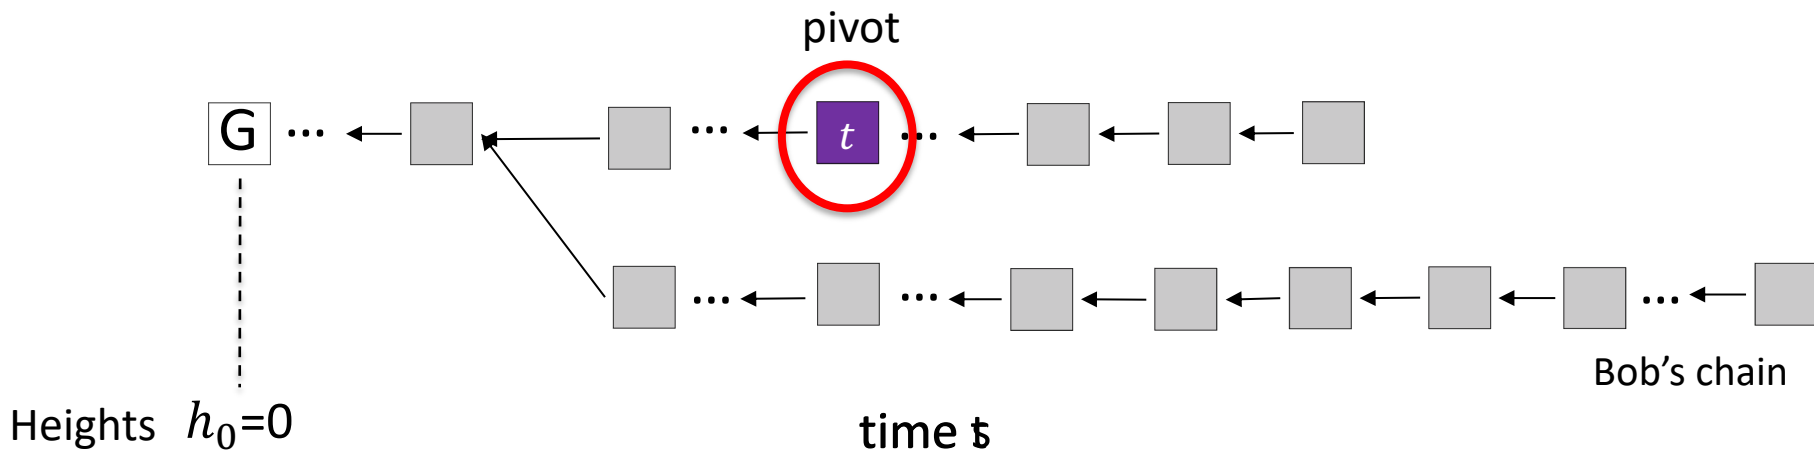 pivot
G ... t ...
... ... ...
Bob's chain
Heights h₀=0
time